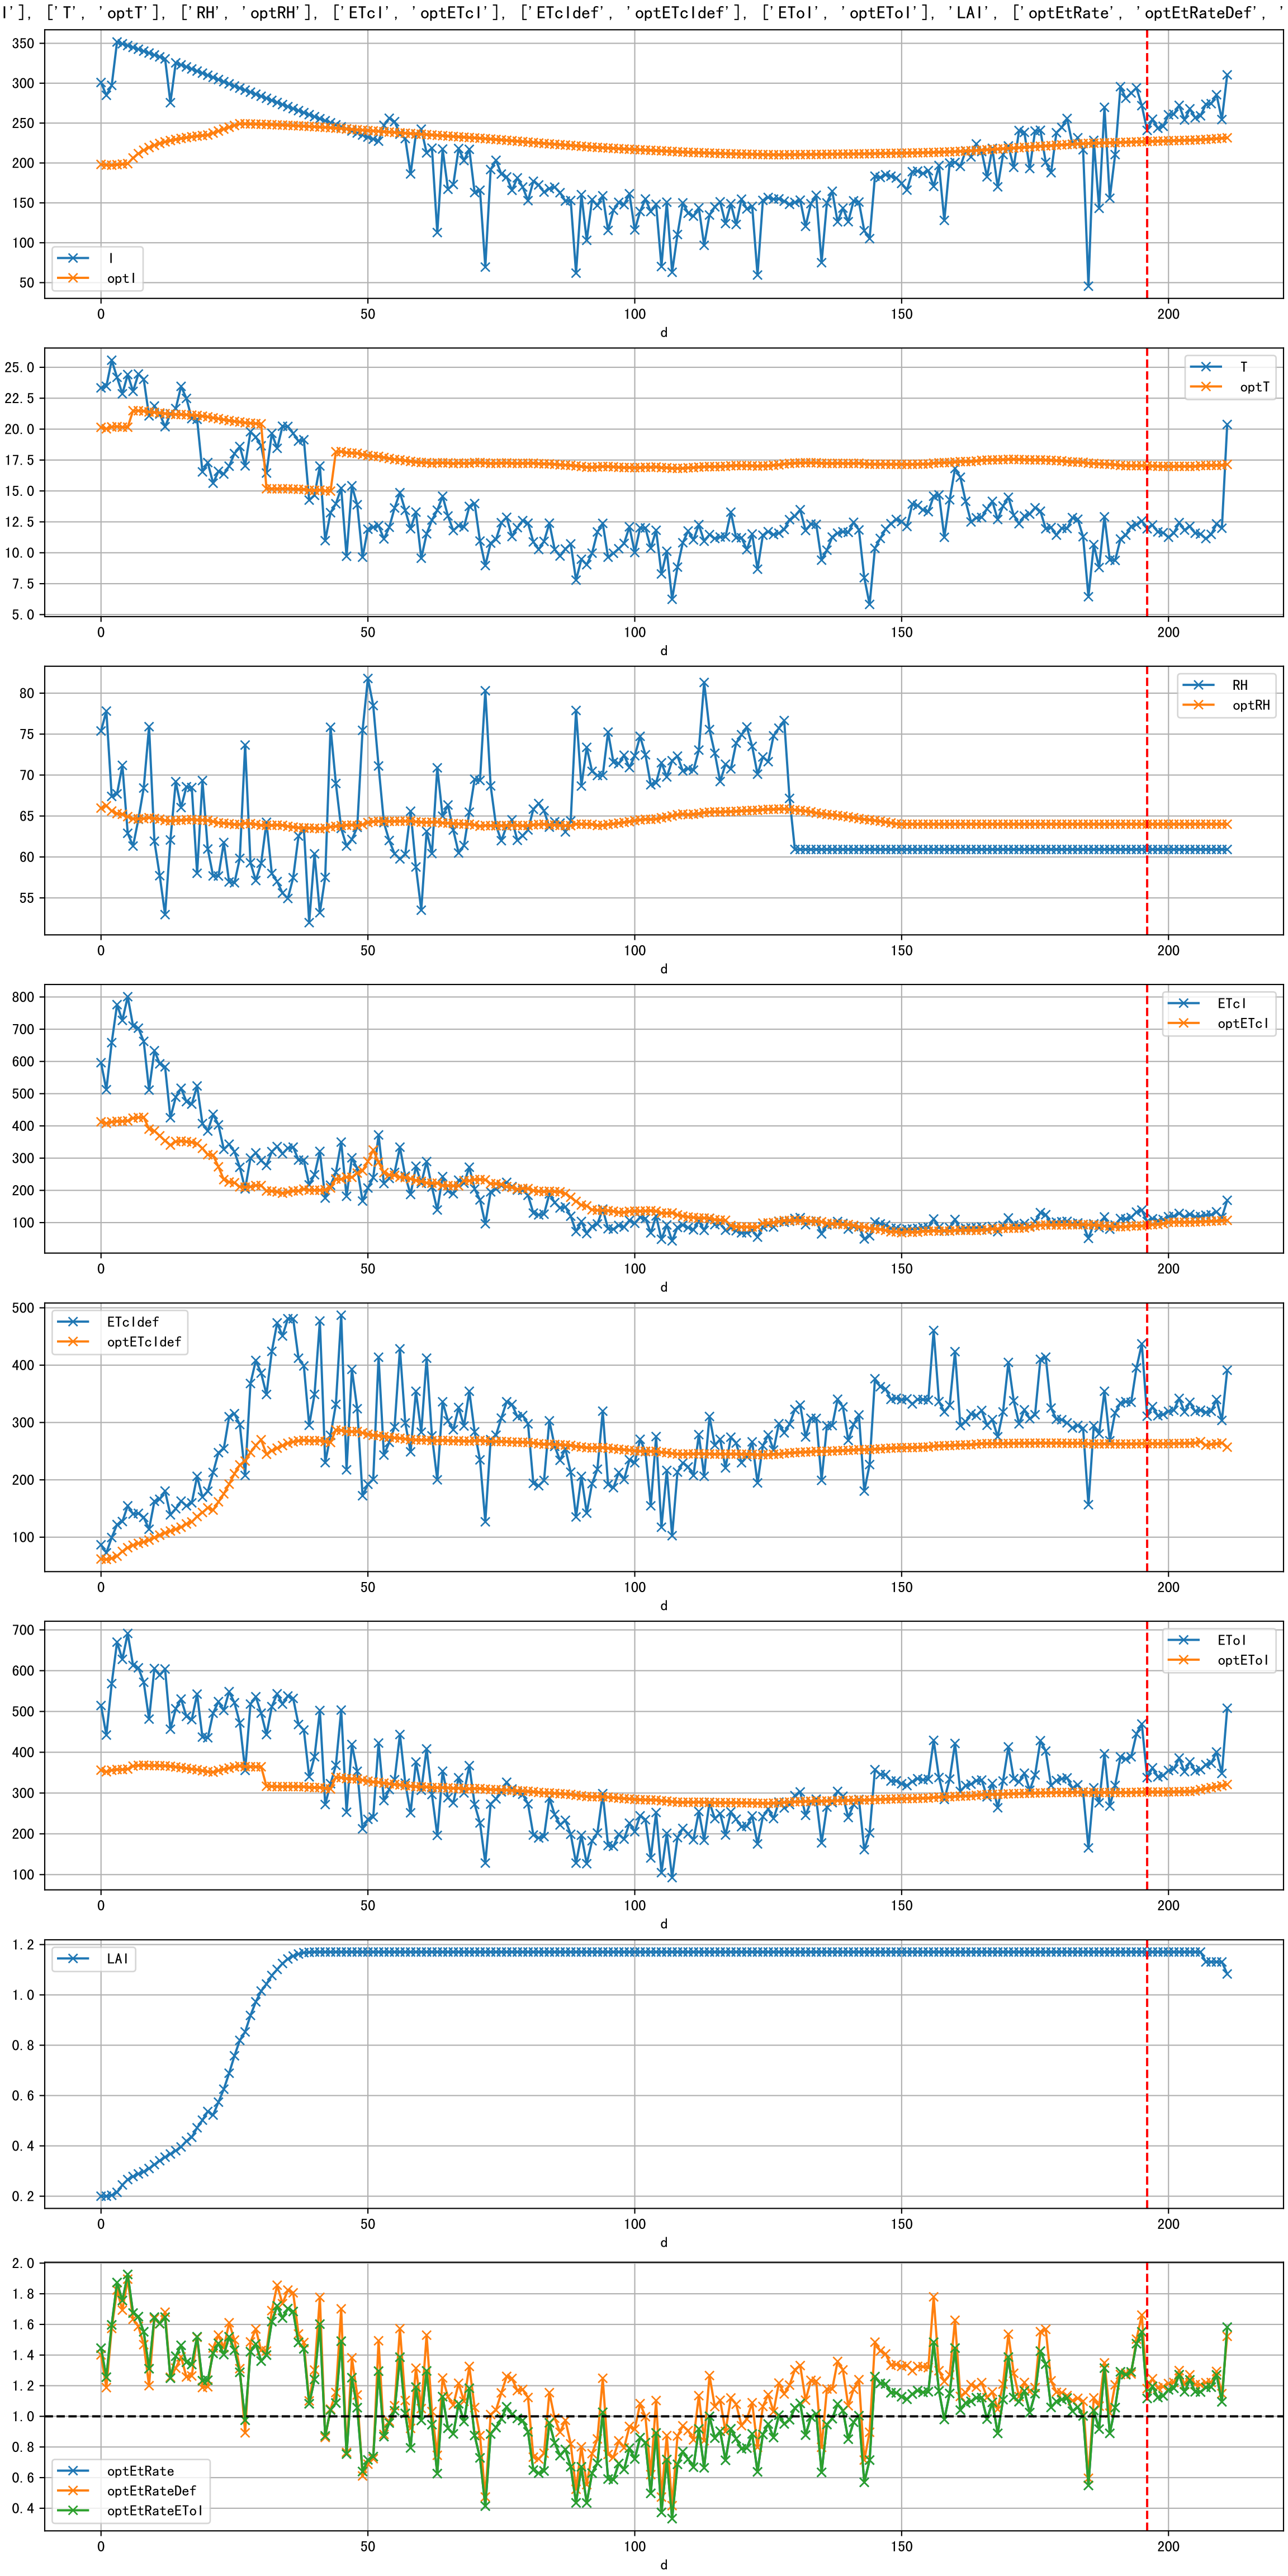 I'], ['T', 'optT'], ['RH', 'optRH'], ['ETcI', 'optETcI'], ['ETcIdef', 'optETcIdef'], ['EToI', 'optEToI'], 'LAI', ['optEtRate', 'optEtRateDef', '
350
300
250
200
150
100
50
I
optI
0 50 100 150 200
d
25.0
22.5
20.0
17.5
15.0
12.5
10.0
7.5
5.0
T
optT
0 50 100 150 200
d
80
75
70
65
60
55
RH
optRH
0 50 100 150 200
d
800
700
600
500
400
300
200
100
ETcI
optETcI
0 50 100 150 200
d
500
400
300
200
100
ETcIdef
optETcIdef
0 50 100 150 200
d
700
600
500
400
300
200
100
EToI
optEToI
0 50 100 150 200
d
1.2
1.0
0.8
0.6
0.4
0.2
LAI
0 50 100 150 200
d
2.0
1.8
1.6
1.4
1.2
1.0
0.8
0.6
0.4
optEtRate
optEtRateDef
optEtRateEToI
0 50 100 150 200
d